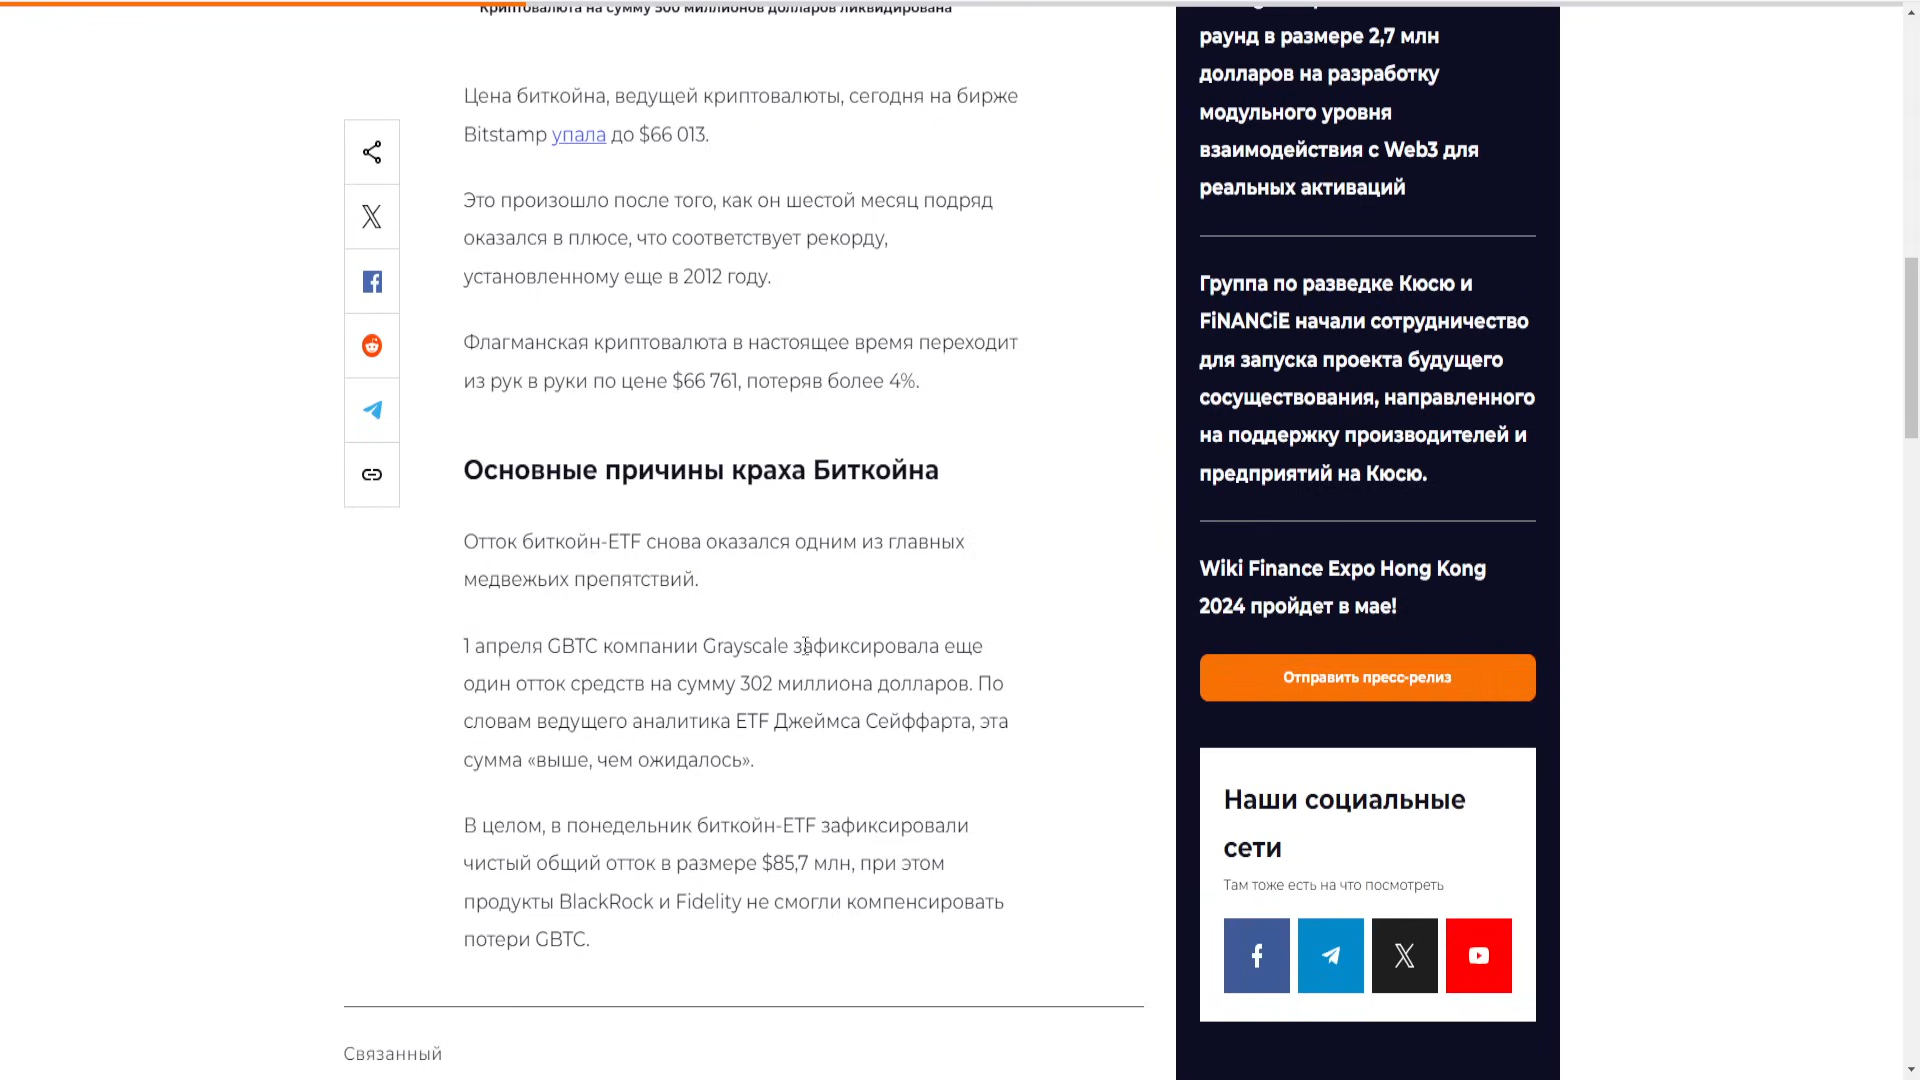 Криптовалюта на сумму 500 миллионов долларов ликвидирована
Цена биткойна, ведущей криптовалюты, сегодня на бирже
Bitstamp упала до $66 013.
Это произошло после того, как он шестой месяц подряд
оказался в плюсе, что соответствует рекорду,
установленному еще в 2012 году.
Флагманская криптовалюта в настоящее время переходит
из рук в руки по цене $66 761, потеряв более 4%.
Основные причины краха Биткойна
Отток биткойн-ETF снова оказался одним из главных
медвежьих препятствий.
1 апреля GBTC компании Grayscale зафиксировала еще
один отток средств на сумму 302 миллиона долларов. По
словам ведущего аналитика ETF Джеймса Сейффарта, эта
сумма «выше, чем ожидалось».
В целом, в понедельник биткойн-ETF зафиксировали
чистый общий отток в размере $85,7 млн, при этом
продукты BlackRock и Fidelity не смогли компенсировать
потери GBTC.
Связанный
раунд в размере 2,7 млн
долларов на разработку
модульного уровня
взаимодействия с Web3 для
реальных активаций
Группа по разведке Кюсю и
FiNANCiE начали сотрудничество
для запуска проекта будущего
сосуществования, направленного
на поддержку производителей и
предприятий на Кюсю.
Wiki Finance Expo Hong Kong
2024 пройдет в мае!
Отправить пресс-релиз
Наши социальные
сети
Там тоже есть на что посмотреть